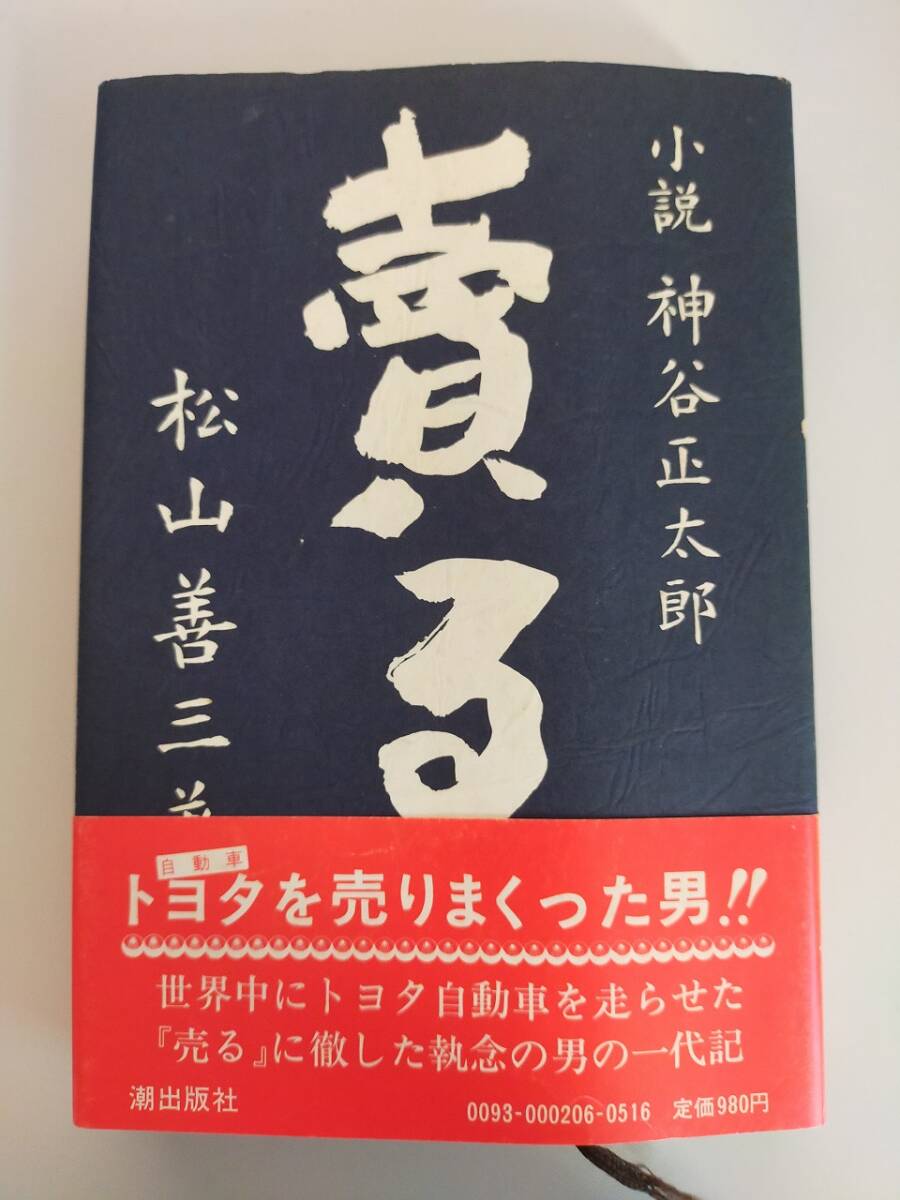 小説 神谷正太郎
賣る
松山善三
自動車
トヨタを売りまくった男!!
世界中にトヨタ自動車を走らせた
『売る』に徹した執念の男の一代記
潮出版社
0093-000206-0516 定価980円